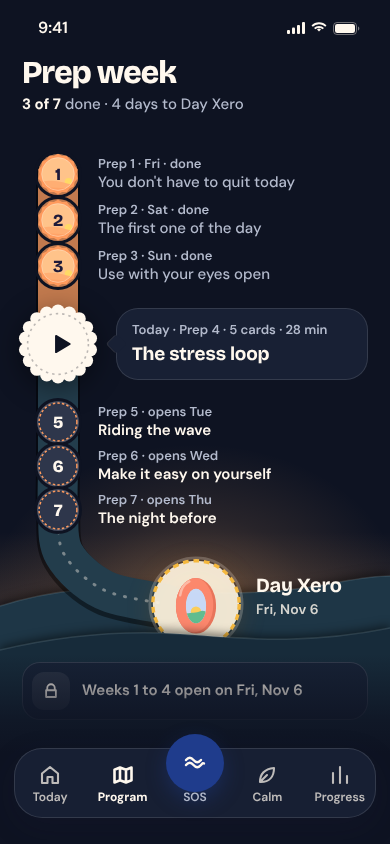 9:41
Prep week
3 of 7 done · 4 days to Day Xero
1
Prep 1 · Fri · done
You don't have to quit today
2
Prep 2 · Sat · done
The first one of the day
3
Prep 3 · Sun · done
Use with your eyes open
Today · Prep 4 · 5 cards · 28 min
The stress loop
5
Prep 5 · opens Tue
Riding the wave
6
Prep 6 · opens Wed
Make it easy on yourself
7
Prep 7 · opens Thu
The night before
Day Xero
Fri, Nov 6
Weeks 1 to 4 open on Fri, Nov 6
Today Program SOS Calm Progress